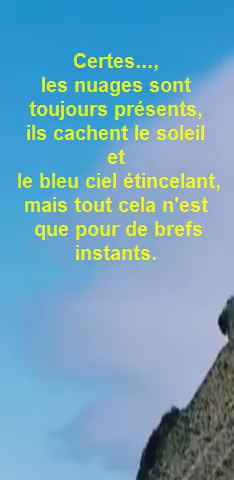 Certes...,
les nuages sont
toujours présents,
ils cachent le soleil
et
le bleu ciel étincelant,
mais tout cela n'est
que pour de brefs
instants.